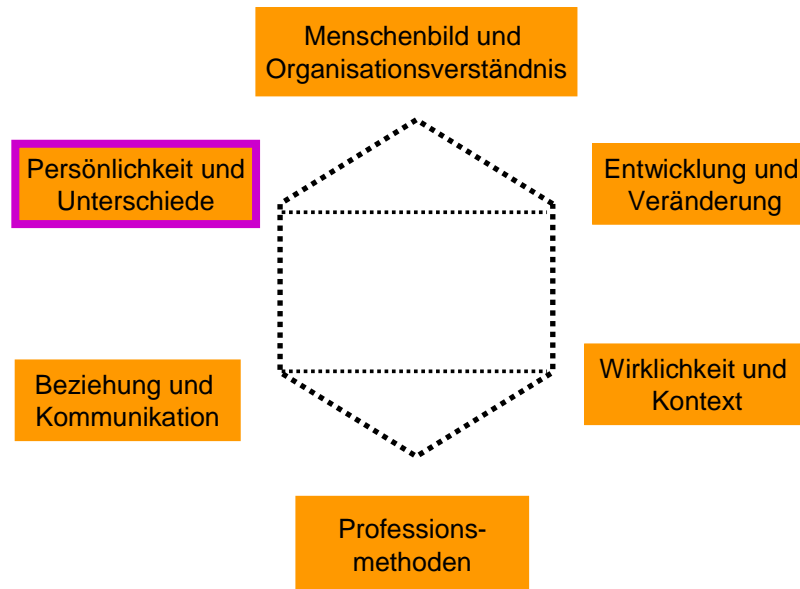 Menschenbild und
Organisationsverständnis
Persönlichkeit und
Unterschiede
Entwicklung und
Veränderung
Beziehung und
Kommunikation
Wirklichkeit und
Kontext
Professions-
methoden